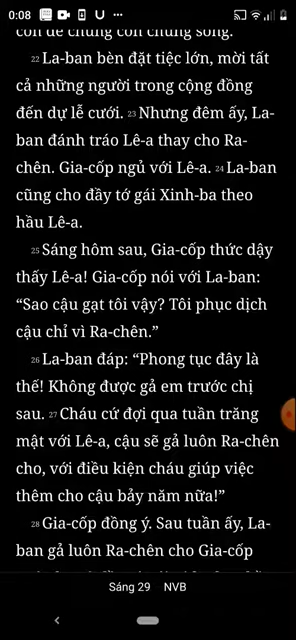 0:08
con để chúng con chung sống.
22 La-ban bèn đặt tiệc lớn, mời tất
cả những người trong cộng đồng
đến dự lễ cưới. 23 Nhưng đêm ấy, La-
ban đánh tráo Lê-a thay cho Ra-
chên. Gia-cốp ngủ với Lê-a. 24 La-ban
cũng cho đầy tớ gái Xinh-ba theo
hầu Lê-a.
25 Sáng hôm sau, Gia-cốp thức dậy
thấy Lê-a! Gia-cốp nói với La-ban:
“Sao cậu gạt tôi vậy? Tôi phục dịch
cậu chỉ vì Ra-chên.”
26 La-ban đáp: “Phong tục đây là
thế! Không được gả em trước chị
sau. 27 Cháu cứ đợi qua tuần trăng
mật với Lê-a, cậu sẽ gả luôn Ra-chên
cho, với điều kiện cháu giúp việc
thêm cho cậu bảy năm nữa!”
28 Gia-cốp đồng ý. Sau tuần ấy, La-
ban gả luôn Ra-chên cho Gia-cốp
Sáng 29 NVB